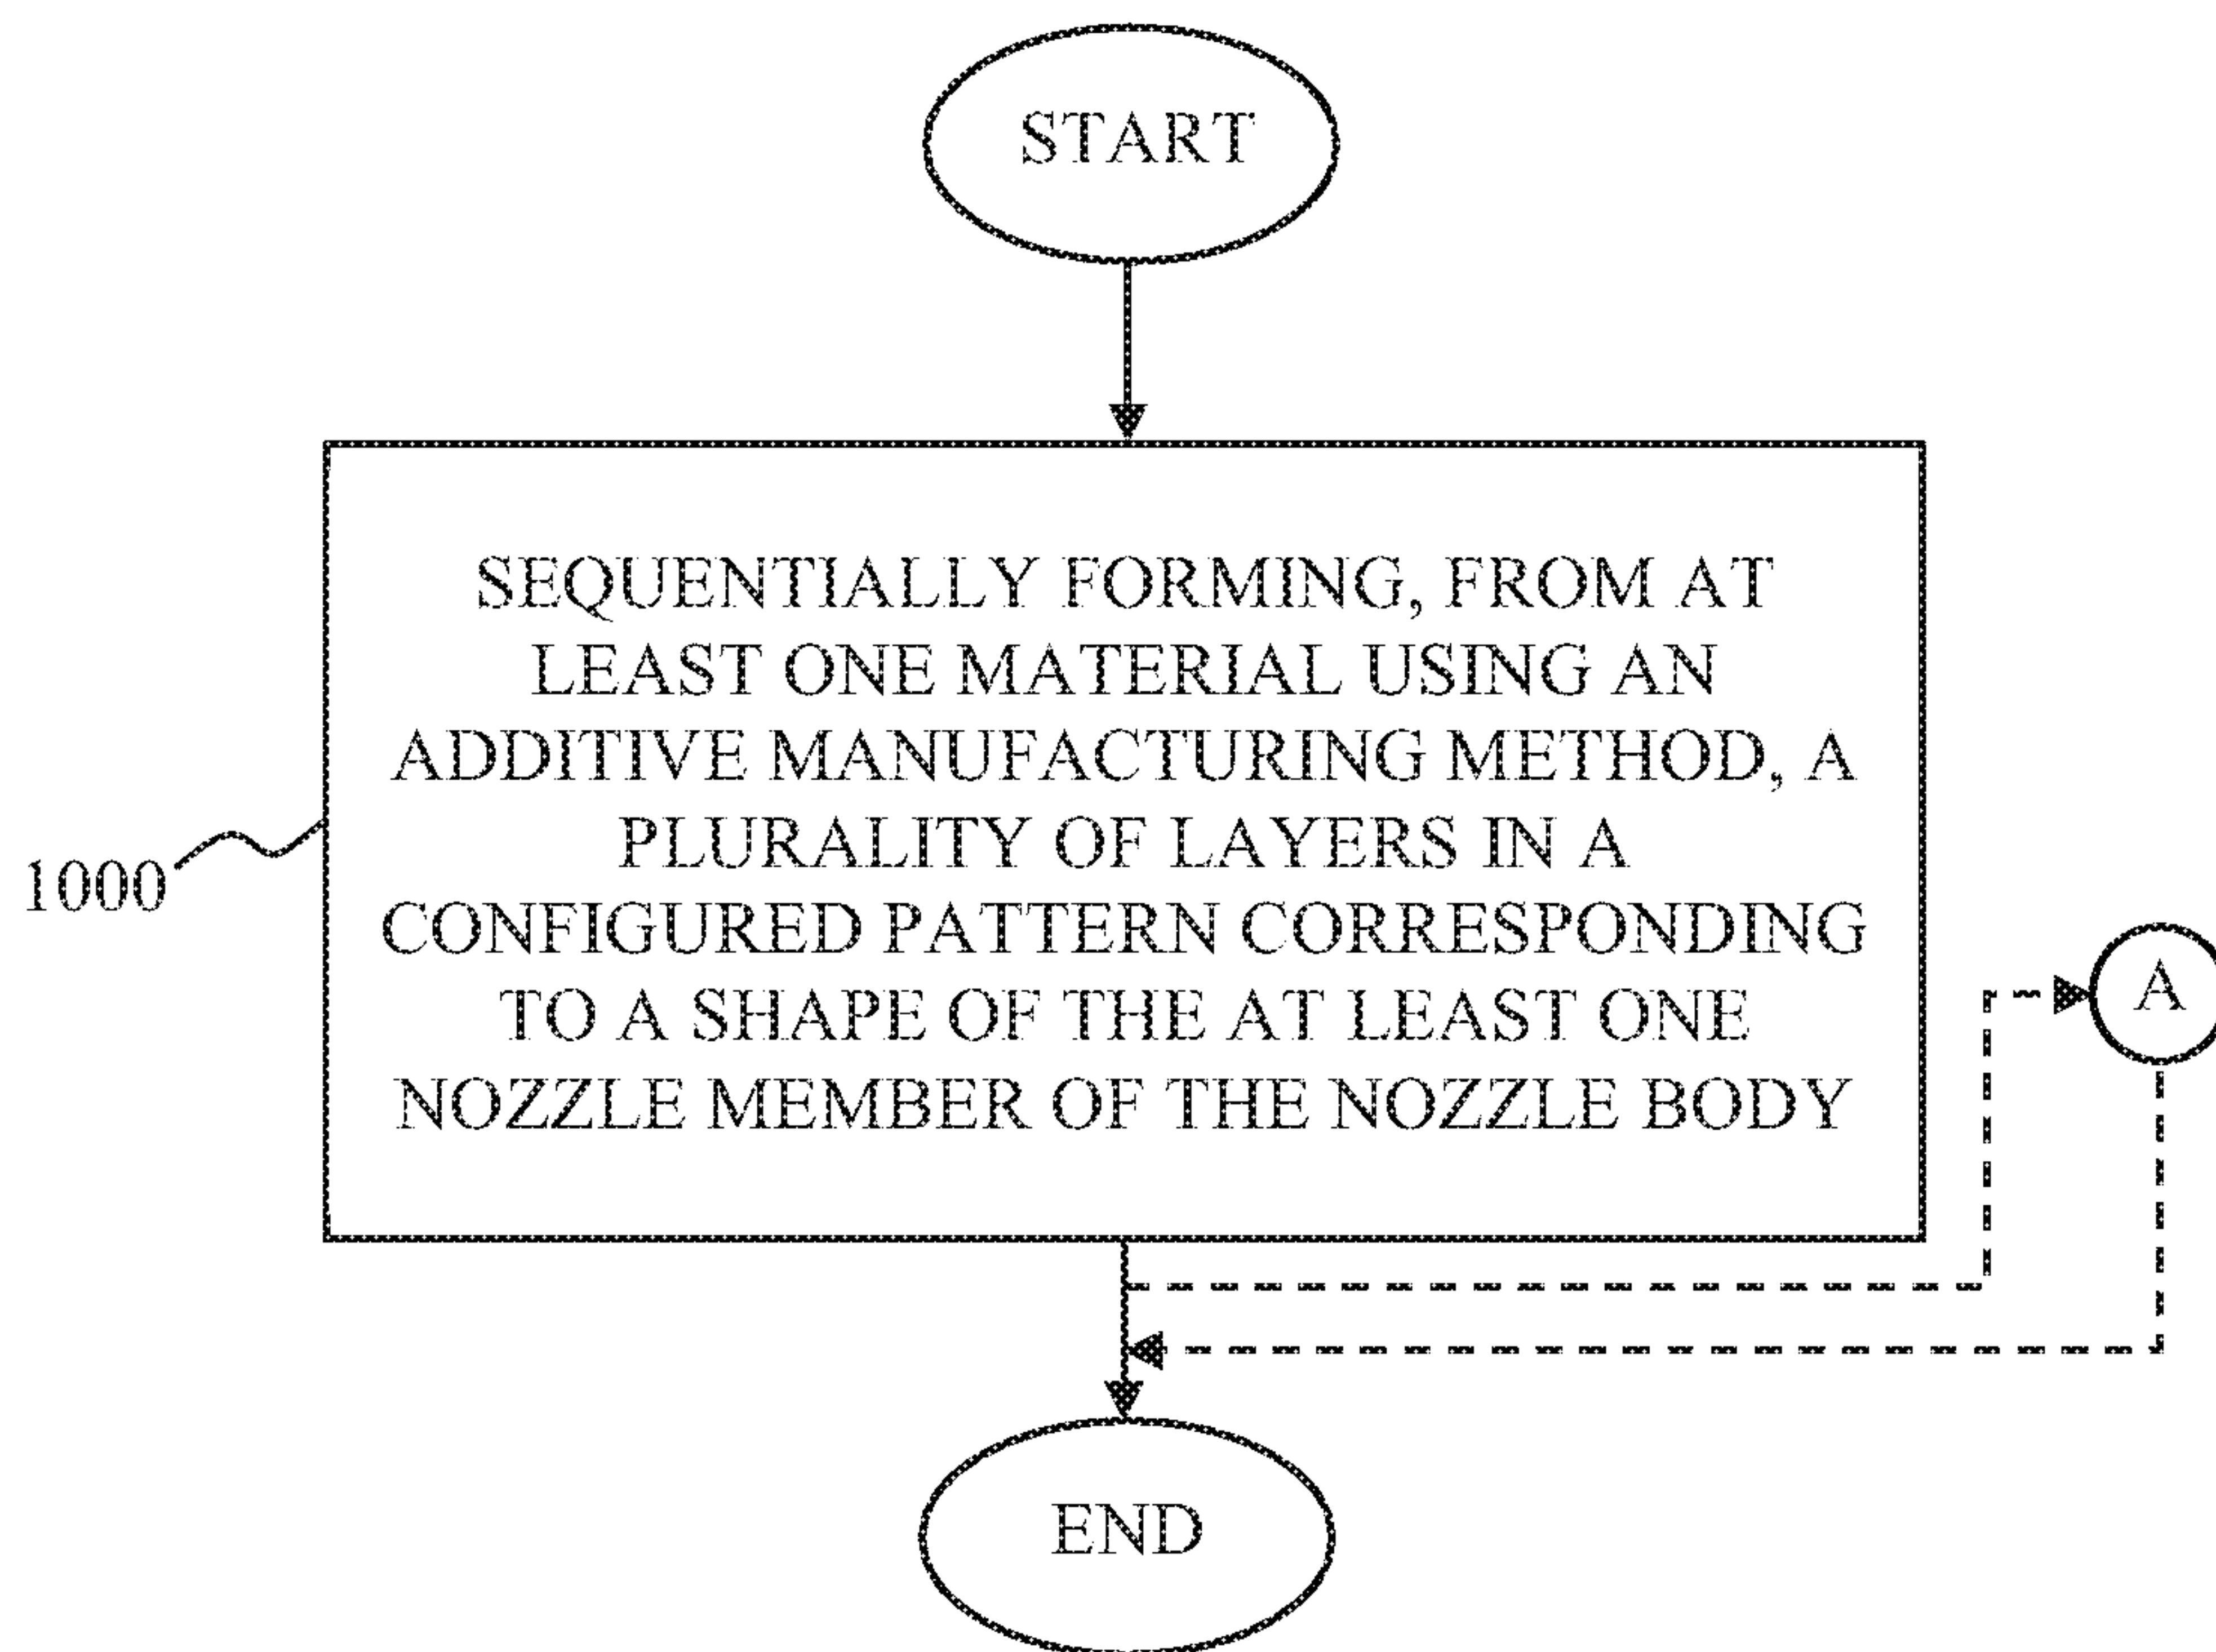 START
SEQUENTIALLY FORMING, FROM AT
LEAST ONE MATERIAL USING AN
ADDITIVE MANUFACTURING METHOD, A
PLURALITY OF LAYERS IN A
CONFIGURED PATTERN CORRESPONDING
TO A SHAPE OF THE AT LEAST ONE
NOZZLE MEMBER OF THE NOZZLE BODY
1000
A
END